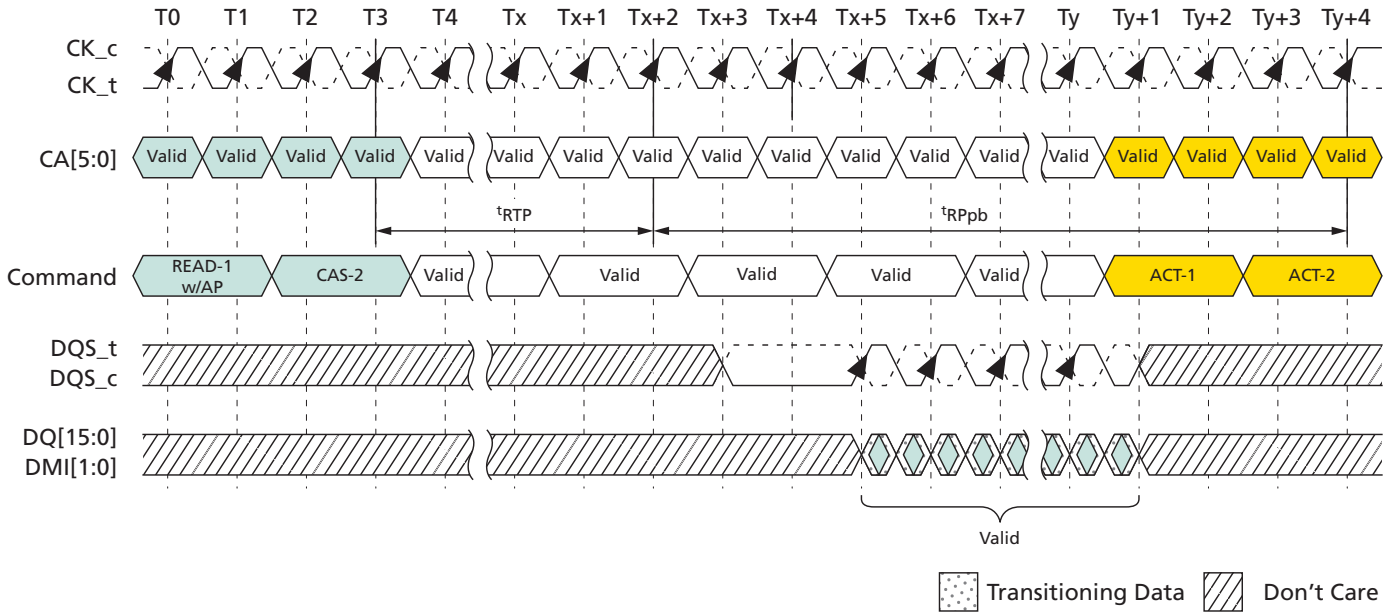 T0 T1 T2 T3 T4 Tx Tx+1 Tx+2 Tx+3 Tx+4 Tx+5 Tx+6 Tx+7 Ty Ty+1 Ty+2 Ty+3 Ty+4
CK_c
CK_t
CA[5:0] Valid Valid Valid Valid Valid Valid Valid Valid Valid Valid Valid Valid Valid Valid Valid Valid Valid Valid
tRTP tRPpb
Command READ-1 w/AP CAS-2 Valid Valid Valid Valid Valid ACT-1 ACT-2
DQS_t
DQS_c
DQ[15:0]
DMI[1:0]
Valid
Transitioning Data Don't Care